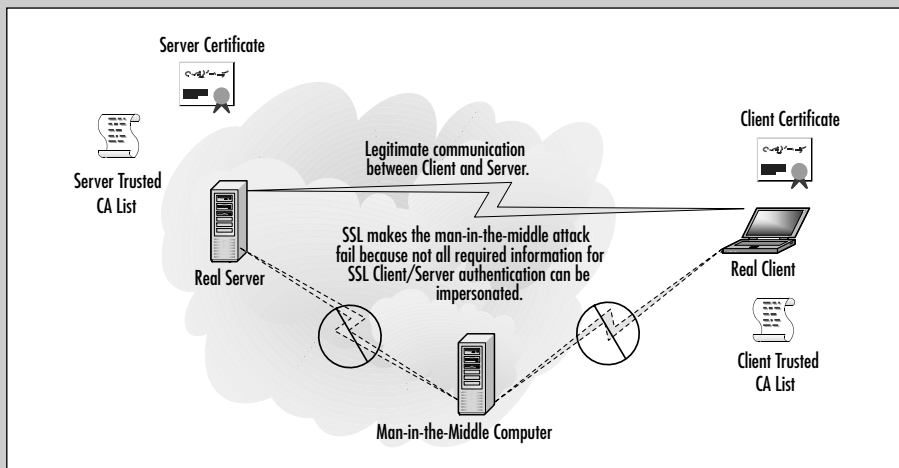 Server Certificate
Server Trusted
CA List
Real Server
Legitimate communication
between Client and Server.
SSL makes the man-in-the-middle attack
fail because not all required information for
SSL Client/Server authentication can be
impersonated.
Client Certificate
Real Client
Client Trusted
CA List
Man-in-the-Middle Computer